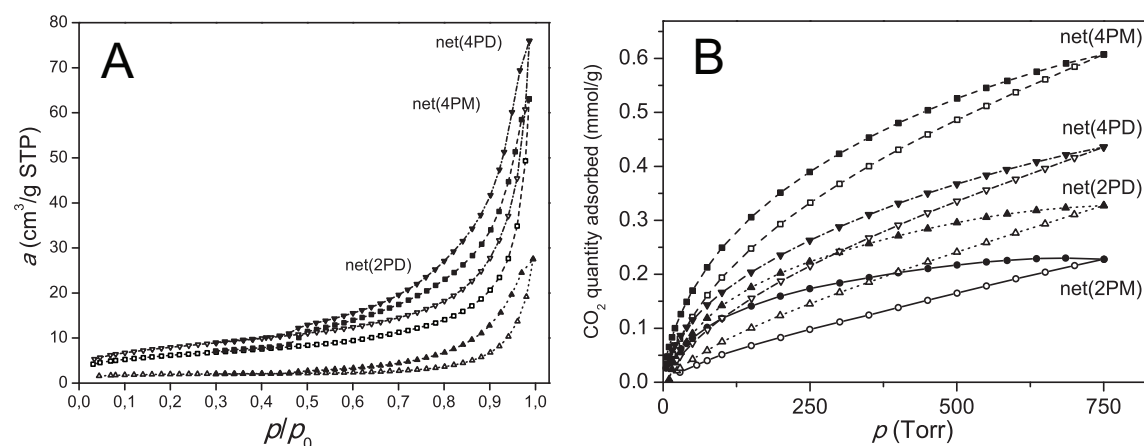 A
a (cm³/g STP)
80
70
60
50
40
30
20
10
0
net(4PD)
net(4PM)
net(2PD)
0,0 0,1 0,2 0,3 0,4 0,5 0,6 0,7 0,8 0,9 1,0
p/p₀
B
CO₂ quantity adsorbed (mmol/g)
0.6
0.5
0.4
0.3
0.2
0.1
0.0
net(4PM)
net(4PD)
net(2PD)
net(2PM)
0 250 500 750
p (Torr)